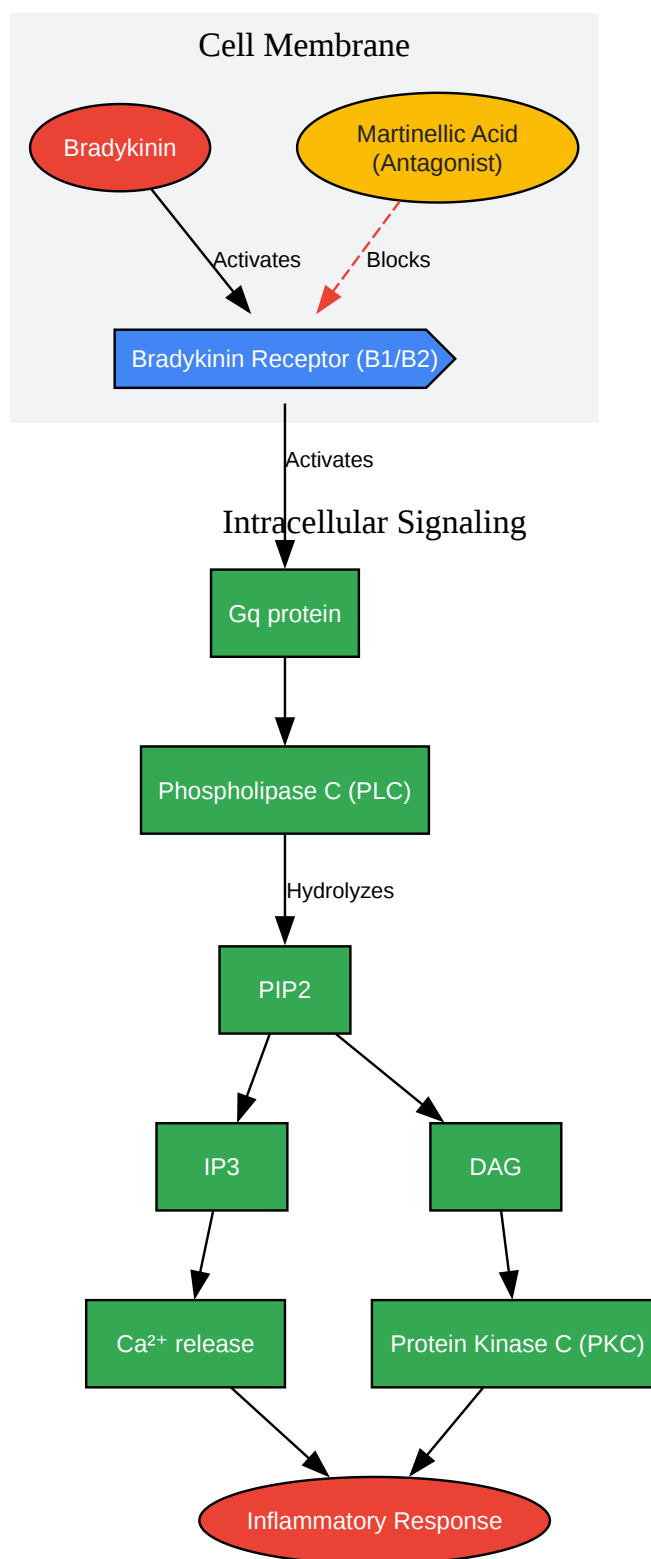 Cell Membrane
Bradykinin
Martinellic Acid
(Antagonist)
Activates
Blocks
Bradykinin Receptor (B1/B2)
Activates
Intracellular Signaling
Gq protein
Phospholipase C (PLC)
Hydrolyzes
PIP2
IP3
DAG
Ca²⁺ release
Protein Kinase C (PKC)
Inflammatory Response